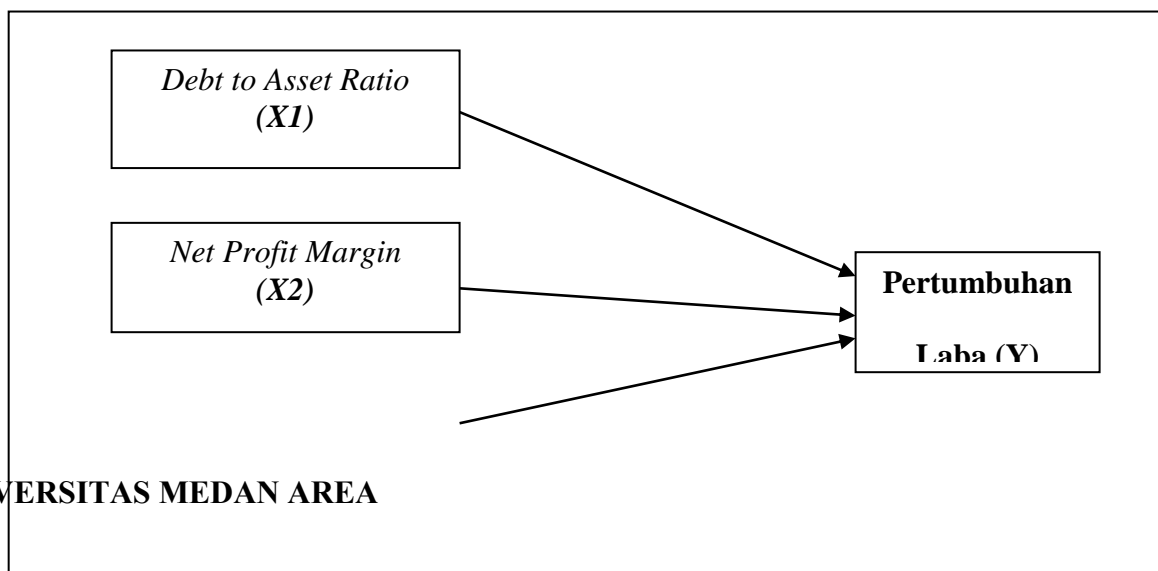 Debt to Asset Ratio
(X1)
Net Profit Margin
(X2)
Pertumbuhan
Laba (Y)
VERSITAS MEDAN AREA